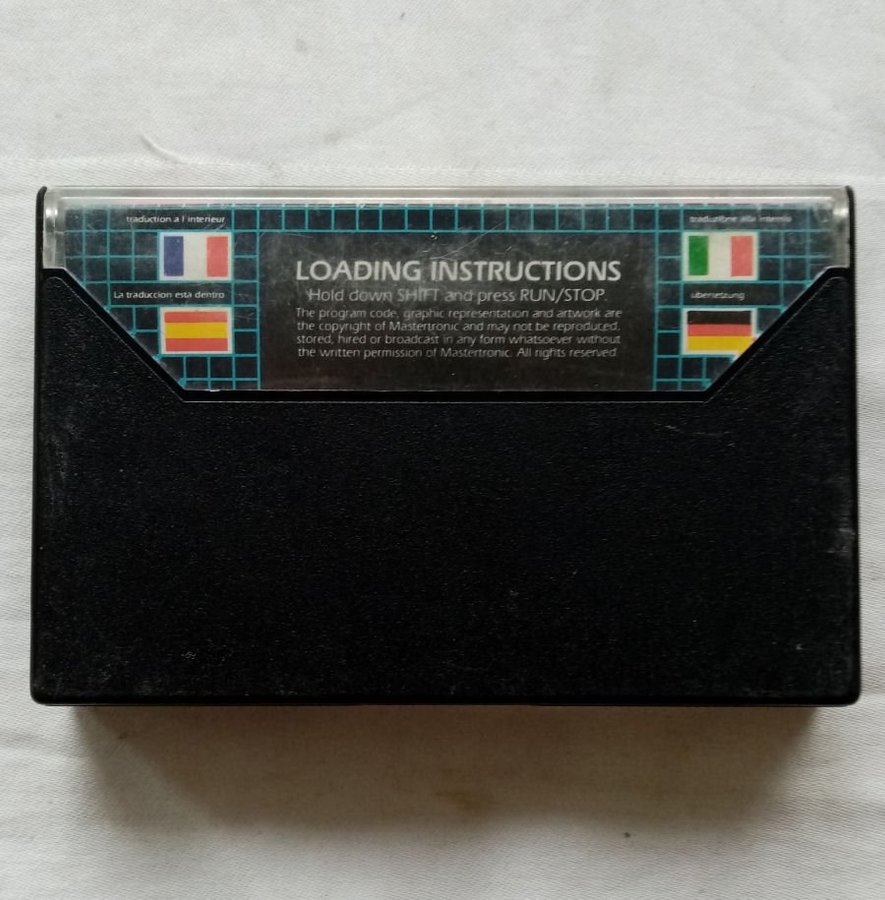 traduction a l interieur
traduzione alla interno
LOADING INSTRUCTIONS
Hold down SHIFT and press RUN/STOP.
La traduccion esta dentro
ubersetzung
The program code, graphic representation and artwork are
the copyright of Mastertronic and may not be reproduced,
stored, hired or broadcast in any form whatsoever without
the written permission of Mastertronic. All rights reserved.